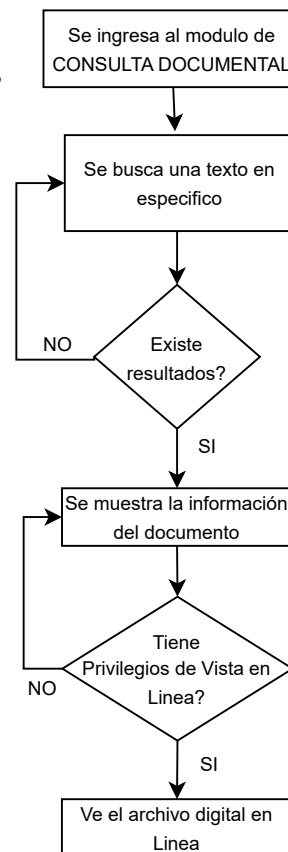 Se ingresa al modulo de
CONSULTA DOCUMENTAL
Se busca una texto en
especifico
NO
Existe
resultados?
SI
Se muestra la información
del documento
Tiene
Privilegios de Vista en
Linea?
NO
SI
Ve el archivo digital en
Linea